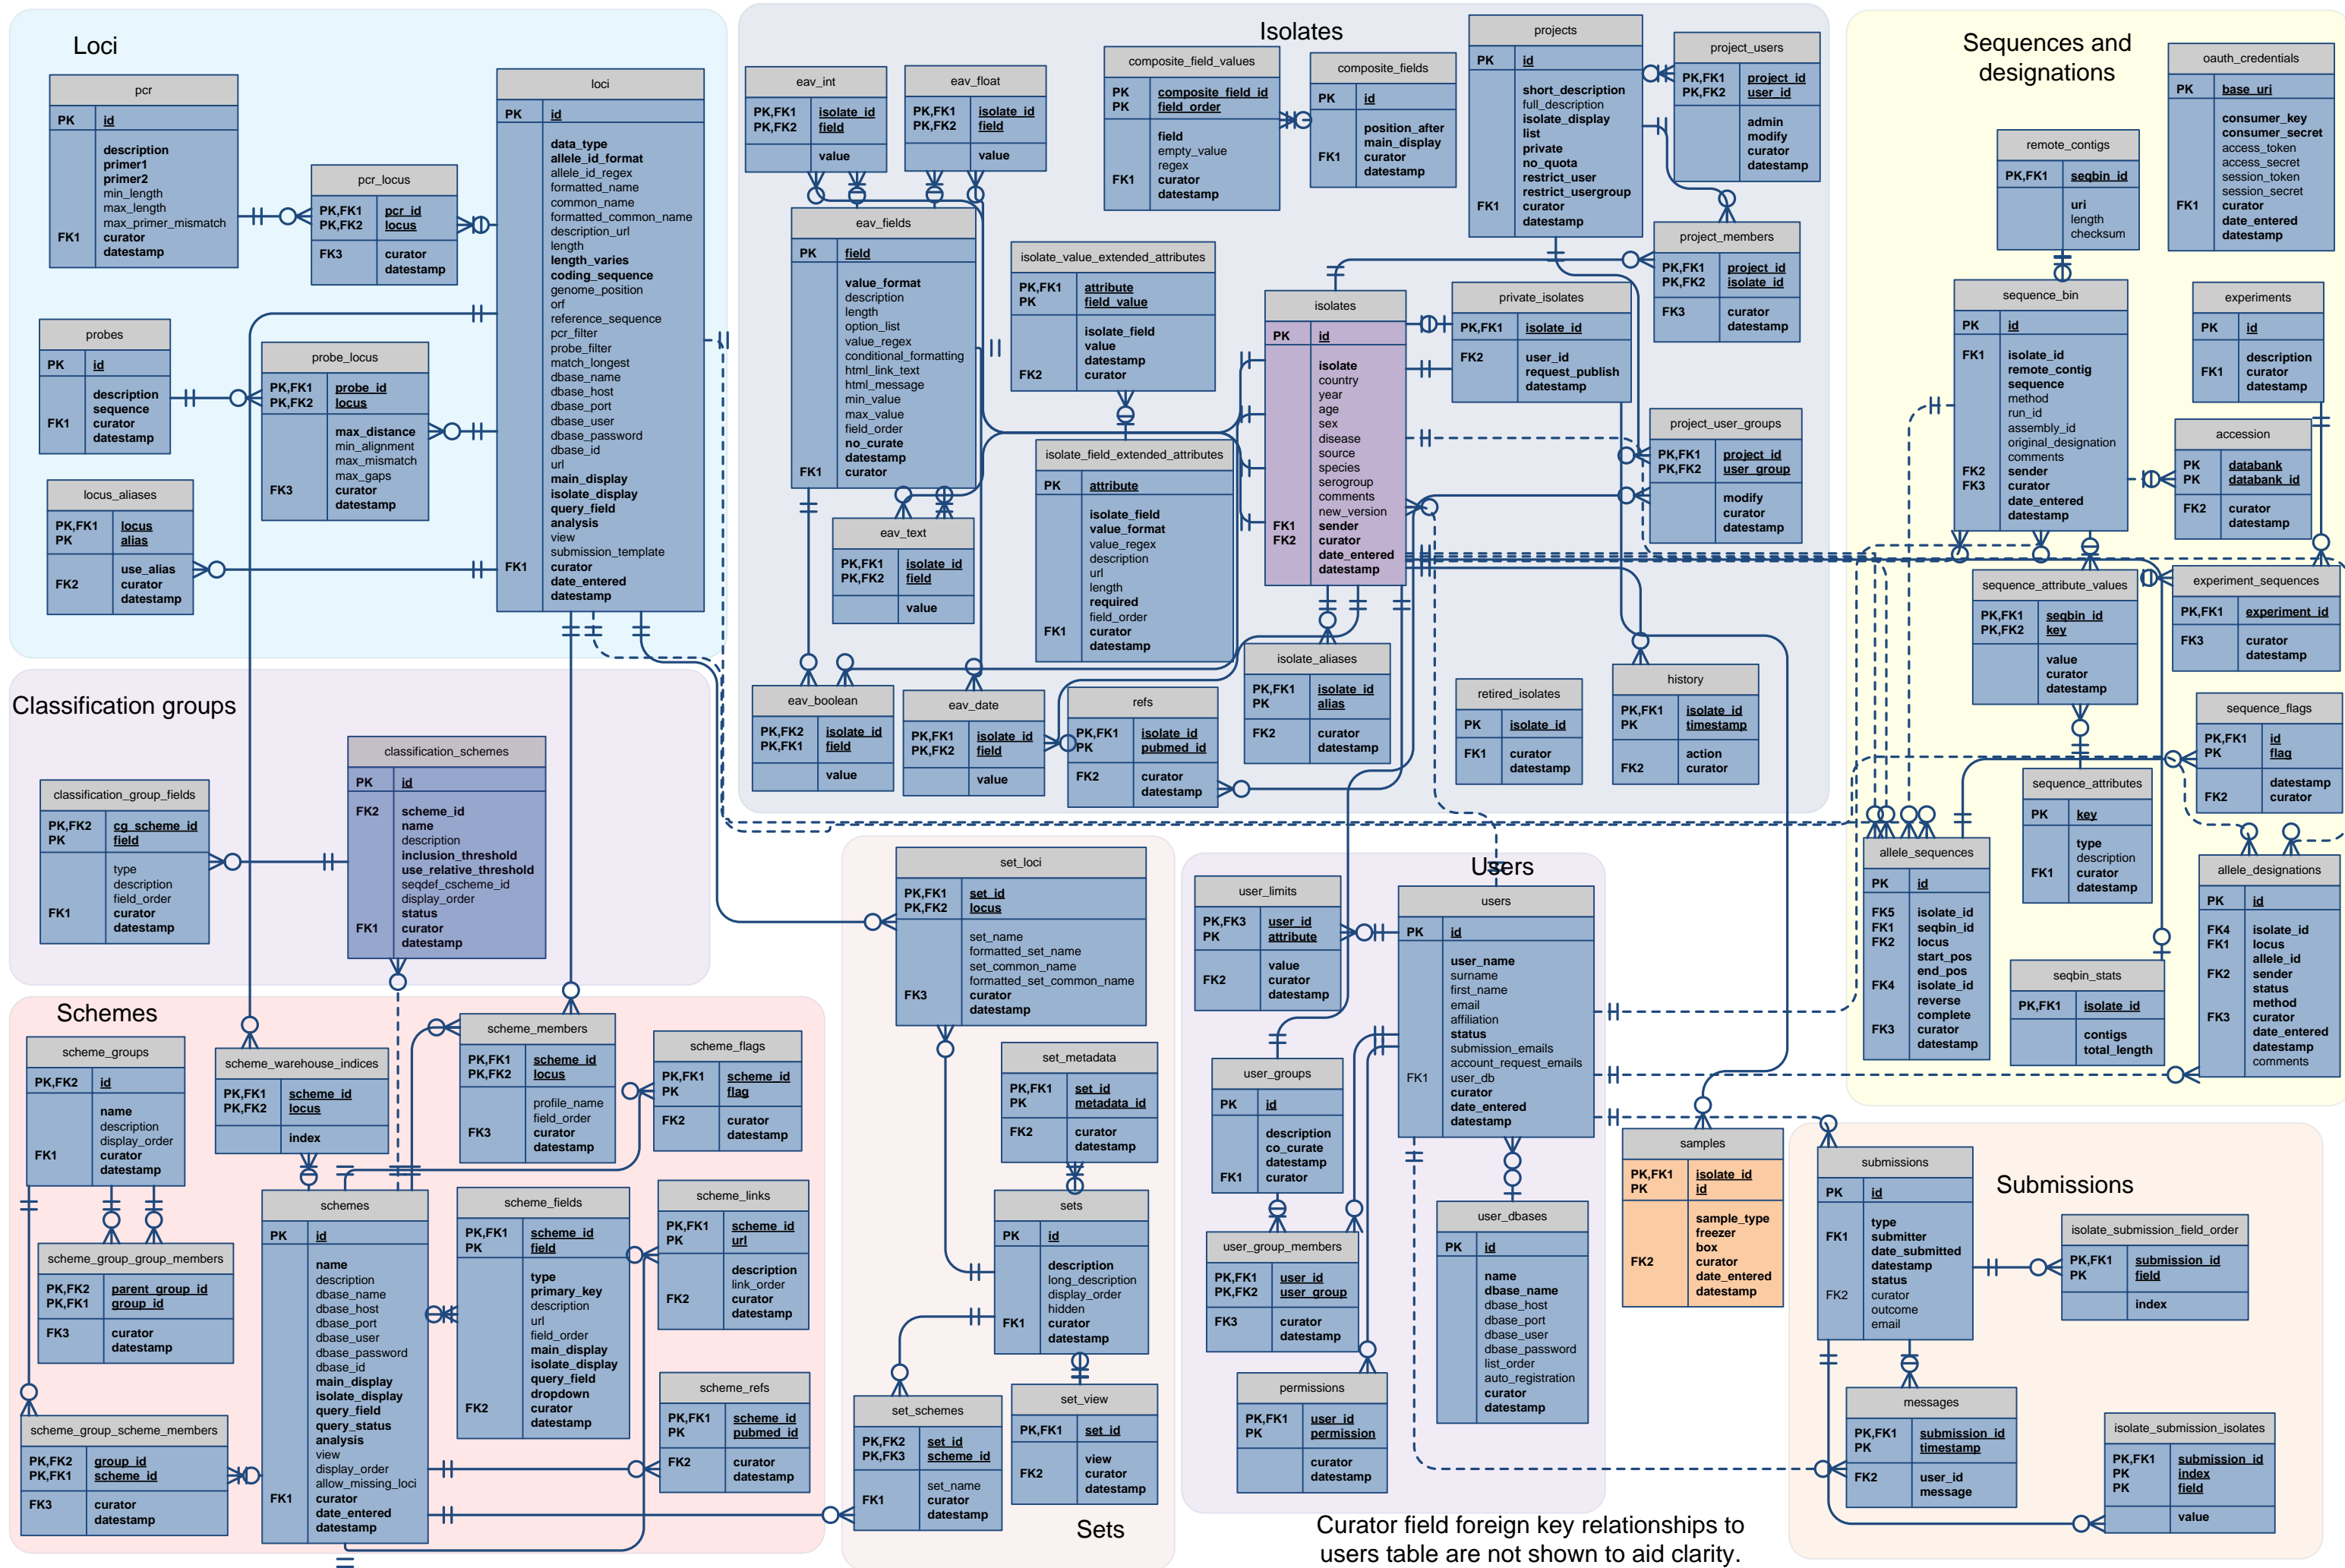 Loci
pcr
PK id
description
primer1
primer2
min_length
max_length
max_primer_mismatch
FK1 curator
datestamp
pcr_locus
PK,FK1 pcr_id
PK,FK2 locus
FK3 curator
datestamp
loci
PK id
data_type
allele_id_format
allele_id_regex
formatted_name
common_name
formatted_common_name
description_url
length
length_varies
coding_sequence
genome_position
orf
reference_sequence
pcr_filter
probe_filter
match_longest
dbase_name
dbase_host
dbase_port
dbase_user
dbase_password
dbase_id
url
main_display
isolate_display
query_field
analysis
view
submission_template
FK1 curator
date_entered
datestamp
probes
PK id
description
sequence
FK1 curator
datestamp
probe_locus
PK,FK1 probe_id
PK,FK2 locus
max_distance
min_alignment
max_mismatch
max_gaps
FK3 curator
datestamp
locus_aliases
PK,FK1 locus
PK alias
use_alias
FK2 curator
datestamp
Classification groups
classification_group_fields
PK,FK2 cg_scheme_id
PK field
type
description
field_order
FK1 curator
datestamp
classification_schemes
PK id
FK2 scheme_id
name
description
inclusion_threshold
use_relative_threshold
seqdef_cscheme_id
display_order
status
FK1 curator
datestamp
Schemes
scheme_groups
PK,FK2 id
name
description
display_order
FK1 curator
datestamp
scheme_warehouse_indices
PK,FK1 scheme_id
PK,FK2 locus
index
scheme_members
PK,FK1 scheme_id
PK,FK2 locus
profile_name
field_order
FK3 curator
datestamp
scheme_flags
PK,FK1 scheme_id
PK flag
FK2 curator
datestamp
scheme_group_group_members
PK,FK2 parent_group_id
PK,FK1 group_id
FK3 curator
datestamp
schemes
PK id
name
description
dbase_name
dbase_host
dbase_port
dbase_user
dbase_password
dbase_id
main_display
isolate_display
query_field
query_status
analysis
view
display_order
allow_missing_loci
FK1 curator
date_entered
datestamp
scheme_fields
PK,FK1 scheme_id
PK field
type
primary_key
description
url
field_order
main_display
isolate_display
query_field
dropdown
FK2 curator
datestamp
scheme_links
PK,FK1 scheme_id
PK url
description
link_order
FK2 curator
datestamp
scheme_refs
PK,FK1 scheme_id
PK pubmed_id
FK2 curator
datestamp
scheme_group_scheme_members
PK,FK2 group_id
PK,FK1 scheme_id
FK3 curator
datestamp
Isolates
eav_int
PK,FK1 isolate_id
PK,FK2 field
value
eav_float
PK,FK1 isolate_id
PK,FK2 field
value
composite_field_values
PK composite_field_id
PK field_order
field
empty_value
regex
FK1 curator
datestamp
composite_fields
PK id
position_after
main_display
FK1 curator
datestamp
projects
PK id
short_description
full_description
isolate_display
list
private
no_quota
restrict_user
restrict_usergroup
FK1 curator
datestamp
project_users
PK,FK1 project_id
PK,FK2 user_id
admin
modify
curator
datestamp
eav_fields
PK field
value_format
description
length
option_list
value_regex
conditional_formatting
html_link_text
html_message
min_value
max_value
field_order
no_curate
datestamp
FK1 curator
isolate_value_extended_attributes
PK,FK1 attribute
PK field_value
isolate_field
value
datestamp
FK2 curator
isolates
PK id
isolate
country
year
age
sex
disease
source
species
serogroup
comments
new_version
FK1 sender
FK2 curator
date_entered
datestamp
private_isolates
PK,FK1 isolate_id
FK2 user_id
request_publish
datestamp
project_members
PK,FK1 project_id
PK,FK2 isolate_id
FK3 curator
datestamp
project_user_groups
PK,FK1 project_id
PK,FK2 user_group
modify
curator
datestamp
isolate_field_extended_attributes
PK attribute
isolate_field
value_format
value_regex
description
url
length
required
field_order
FK1 curator
datestamp
eav_text
PK,FK1 isolate_id
PK,FK2 field
value
eav_boolean
PK,FK2 isolate_id
PK,FK1 field
value
eav_date
PK,FK1 isolate_id
PK,FK2 field
value
refs
PK,FK1 isolate_id
PK pubmed_id
FK2 curator
datestamp
isolate_aliases
PK,FK1 isolate_id
PK alias
FK2 curator
datestamp
retired_isolates
PK isolate_id
FK1 curator
datestamp
history
PK,FK1 isolate_id
PK timestamp
action
FK2 curator
Sequences and
designations
oauth_credentials
PK base_uri
consumer_key
consumer_secret
access_token
access_secret
session_token
session_secret
FK1 curator
date_entered
datestamp
remote_contigs
PK,FK1 seqbin_id
uri
length
checksum
sequence_bin
PK id
FK1 isolate_id
remote_contig
sequence
method
run_id
assembly_id
original_designation
comments
FK2 sender
FK3 curator
date_entered
datestamp
experiments
PK id
description
FK1 curator
datestamp
accession
PK databank
PK databank_id
FK2 curator
datestamp
sequence_attribute_values
PK,FK1 seqbin_id
PK,FK2 key
value
curator
datestamp
experiment_sequences
PK,FK1 experiment_id
FK3 curator
datestamp
sequence_flags
PK,FK1 id
PK flag
datestamp
FK2 curator
sequence_attributes
PK key
type
description
FK1 curator
datestamp
allele_sequences
PK id
FK5 isolate_id
FK1 seqbin_id
FK2 locus
start_pos
end_pos
FK4 isolate_id
reverse
complete
FK3 curator
datestamp
allele_designations
PK id
FK4 isolate_id
FK1 locus
allele_id
FK2 sender
status
method
FK3 curator
date_entered
datestamp
comments
seqbin_stats
PK,FK1 isolate_id
contigs
total_length
set_loci
PK,FK1 set_id
PK,FK2 locus
set_name
formatted_set_name
set_common_name
formatted_set_common_name
FK3 curator
datestamp
set_metadata
PK,FK1 set_id
PK metadata_id
FK2 curator
datestamp
sets
PK id
description
long_description
display_order
hidden
FK1 curator
datestamp
set_schemes
PK,FK2 set_id
PK,FK3 scheme_id
set_name
FK1 curator
datestamp
set_view
PK,FK1 set_id
view
FK2 curator
datestamp
Sets
Users
user_limits
PK,FK3 user_id
PK attribute
value
FK2 curator
datestamp
users
PK id
user_name
surname
first_name
email
affiliation
status
submission_emails
account_request_emails
FK1 user_db
curator
date_entered
datestamp
user_groups
PK id
description
co_curate
datestamp
FK1 curator
user_group_members
PK,FK1 user_id
PK,FK2 user_group
FK3 curator
datestamp
user_dbases
PK id
name
dbase_name
dbase_host
dbase_port
dbase_user
dbase_password
list_order
auto_registration
curator
datestamp
permissions
PK,FK1 user_id
PK permission
curator
datestamp
samples
PK,FK1 isolate_id
PK id
sample_type
freezer
box
FK2 curator
date_entered
datestamp
Submissions
submissions
PK id
type
FK1 submitter
date_submitted
datestamp
status
FK2 curator
outcome
email
isolate_submission_field_order
PK,FK1 submission_id
PK field
index
messages
PK,FK1 submission_id
PK timestamp
FK2 user_id
message
isolate_submission_isolates
PK,FK1 submission_id
PK index
PK field
value
Curator field foreign key relationships to
users table are not shown to aid clarity.